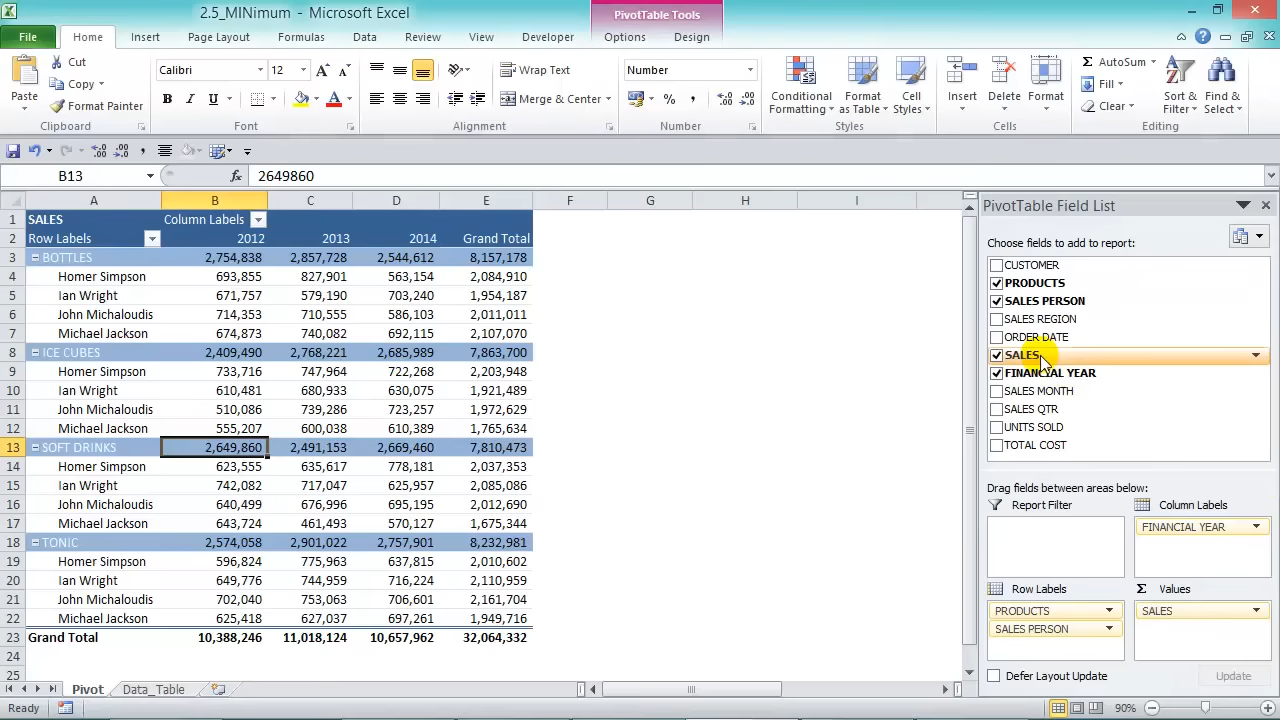 2.5_MINimum - Microsoft Excel
PivotTable Tools
File Home Insert Page Layout Formulas Data Review View Developer Options Design
Paste
Cut
Copy
Format Painter
Clipboard
Calibri 12
B I U A
Font
Wrap Text
Merge & Center
Alignment
Number
% ,
Number
Conditional Formatting
Format as Table
Cell Styles
Styles
Insert Delete Format
Cells
AutoSum
Fill
Clear
Sort & Filter
Find & Select
Editing
B13 fx 2649860
A B C D E F G H I
1 SALES Column Labels
2 Row Labels 2012 2013 2014 Grand Total
3 BOTTLES 2,754,838 2,857,728 2,544,612 8,157,178
4 Homer Simpson 693,855 827,901 563,154 2,084,910
5 Ian Wright 671,757 579,190 703,240 1,954,187
6 John Michaloudis 714,353 710,555 586,103 2,011,011
7 Michael Jackson 674,873 740,082 692,115 2,107,070
8 ICE CUBES 2,409,490 2,768,221 2,685,989 7,863,700
9 Homer Simpson 733,716 747,964 722,268 2,203,948
10 Ian Wright 610,481 680,933 630,075 1,921,489
11 John Michaloudis 510,086 739,286 723,257 1,972,629
12 Michael Jackson 555,207 600,038 610,389 1,765,634
13 SOFT DRINKS 2,649,860 2,491,153 2,669,460 7,810,473
14 Homer Simpson 623,555 635,617 778,181 2,037,353
15 Ian Wright 742,082 717,047 625,957 2,085,086
16 John Michaloudis 640,499 676,996 695,195 2,012,690
17 Michael Jackson 643,724 461,493 570,127 1,675,344
18 TONIC 2,574,058 2,901,022 2,757,901 8,232,981
19 Homer Simpson 596,824 775,963 637,815 2,010,602
20 Ian Wright 649,776 744,959 716,224 2,110,959
21 John Michaloudis 702,040 753,063 706,601 2,161,704
22 Michael Jackson 625,418 627,037 697,261 1,949,716
23 Grand Total 10,388,246 11,018,124 10,657,962 32,064,332
24
25
PivotTable Field List
Choose fields to add to report:
CUSTOMER
PRODUCTS
SALES PERSON
SALES REGION
ORDER DATE
SALES
FINANCIAL YEAR
SALES MONTH
SALES QTR
UNITS SOLD
TOTAL COST
Drag fields between areas below:
Report Filter Column Labels
FINANCIAL YEAR
Row Labels Σ Values
PRODUCTS SALES
SALES PERSON
Defer Layout Update Update
Pivot Data_Table
Ready 90%